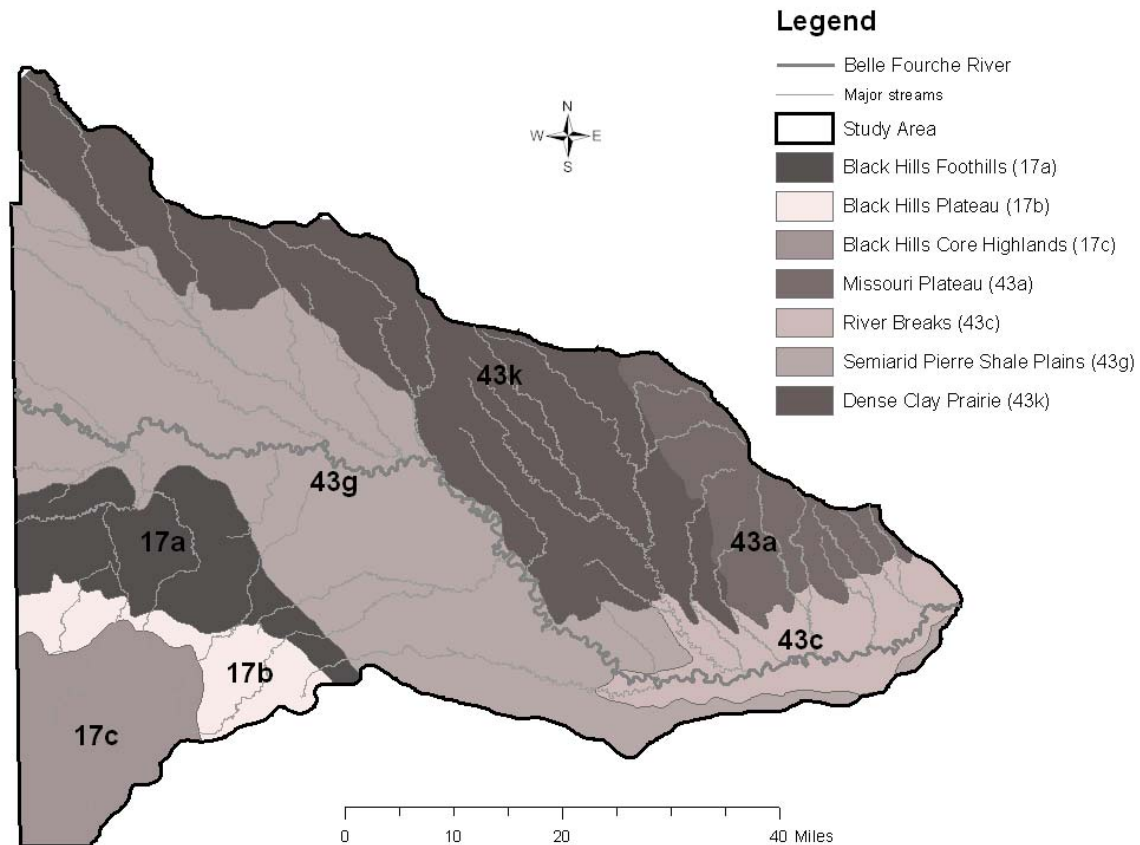 Legend
Belle Fourche River
Major streams
Study Area
Black Hills Foothills (17a)
Black Hills Plateau (17b)
Black Hills Core Highlands (17c)
Missouri Plateau (43a)
River Breaks (43c)
Semiarid Pierre Shale Plains (43g)
Dense Clay Prairie (43k)
N
W E
S
43k
43g
17a
43a
43c
17b
17c
0 10 20 40 Miles